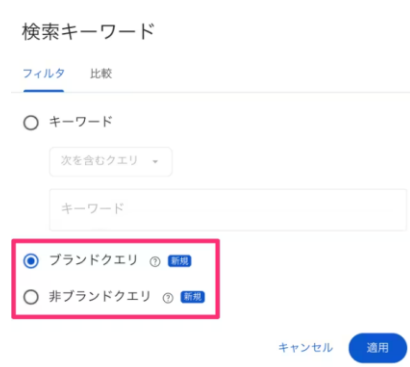 検索キーワード
フィルタ 比較
キーワード
次を含むクエリ
キーワード
ブランドクエリ ? 新規
非ブランドクエリ ? 新規
キャンセル 適用